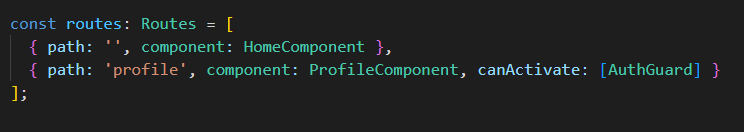 const routes: Routes = [
  { path: '', component: HomeComponent },
  { path: 'profile', component: ProfileComponent, canActivate: [AuthGuard] }
];